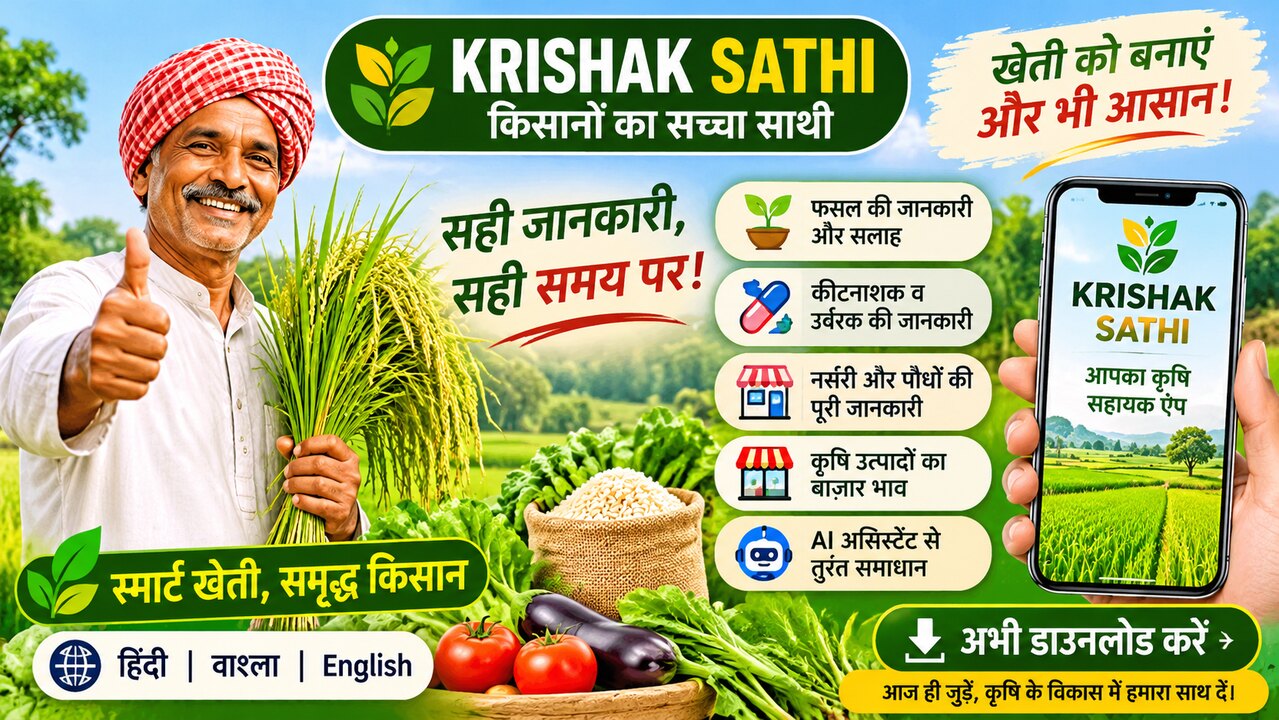 KRISHAK SATHI
किसानों का सच्चा साथी
खेती को बनाएं
और भी आसान!
सही जानकारी,
सही समय पर!
फसल की जानकारी
और सलाह
कीटनाशक व
उर्वरक की जानकारी
नर्सरी और पौधों की
पूरी जानकारी
कृषि उत्पादों का
बाज़ार भाव
AI असिस्टेंट से
तुरंत समाधान
KRISHAK
SATHI
आपका कृषि
सहायक ऐप
स्मार्ट खेती, समृद्ध किसान
हिंदी | বাংলা | English
अभी डाउनलोड करें →
आज ही जुड़ें, कृषि के विकास में हमारा साथ दें।